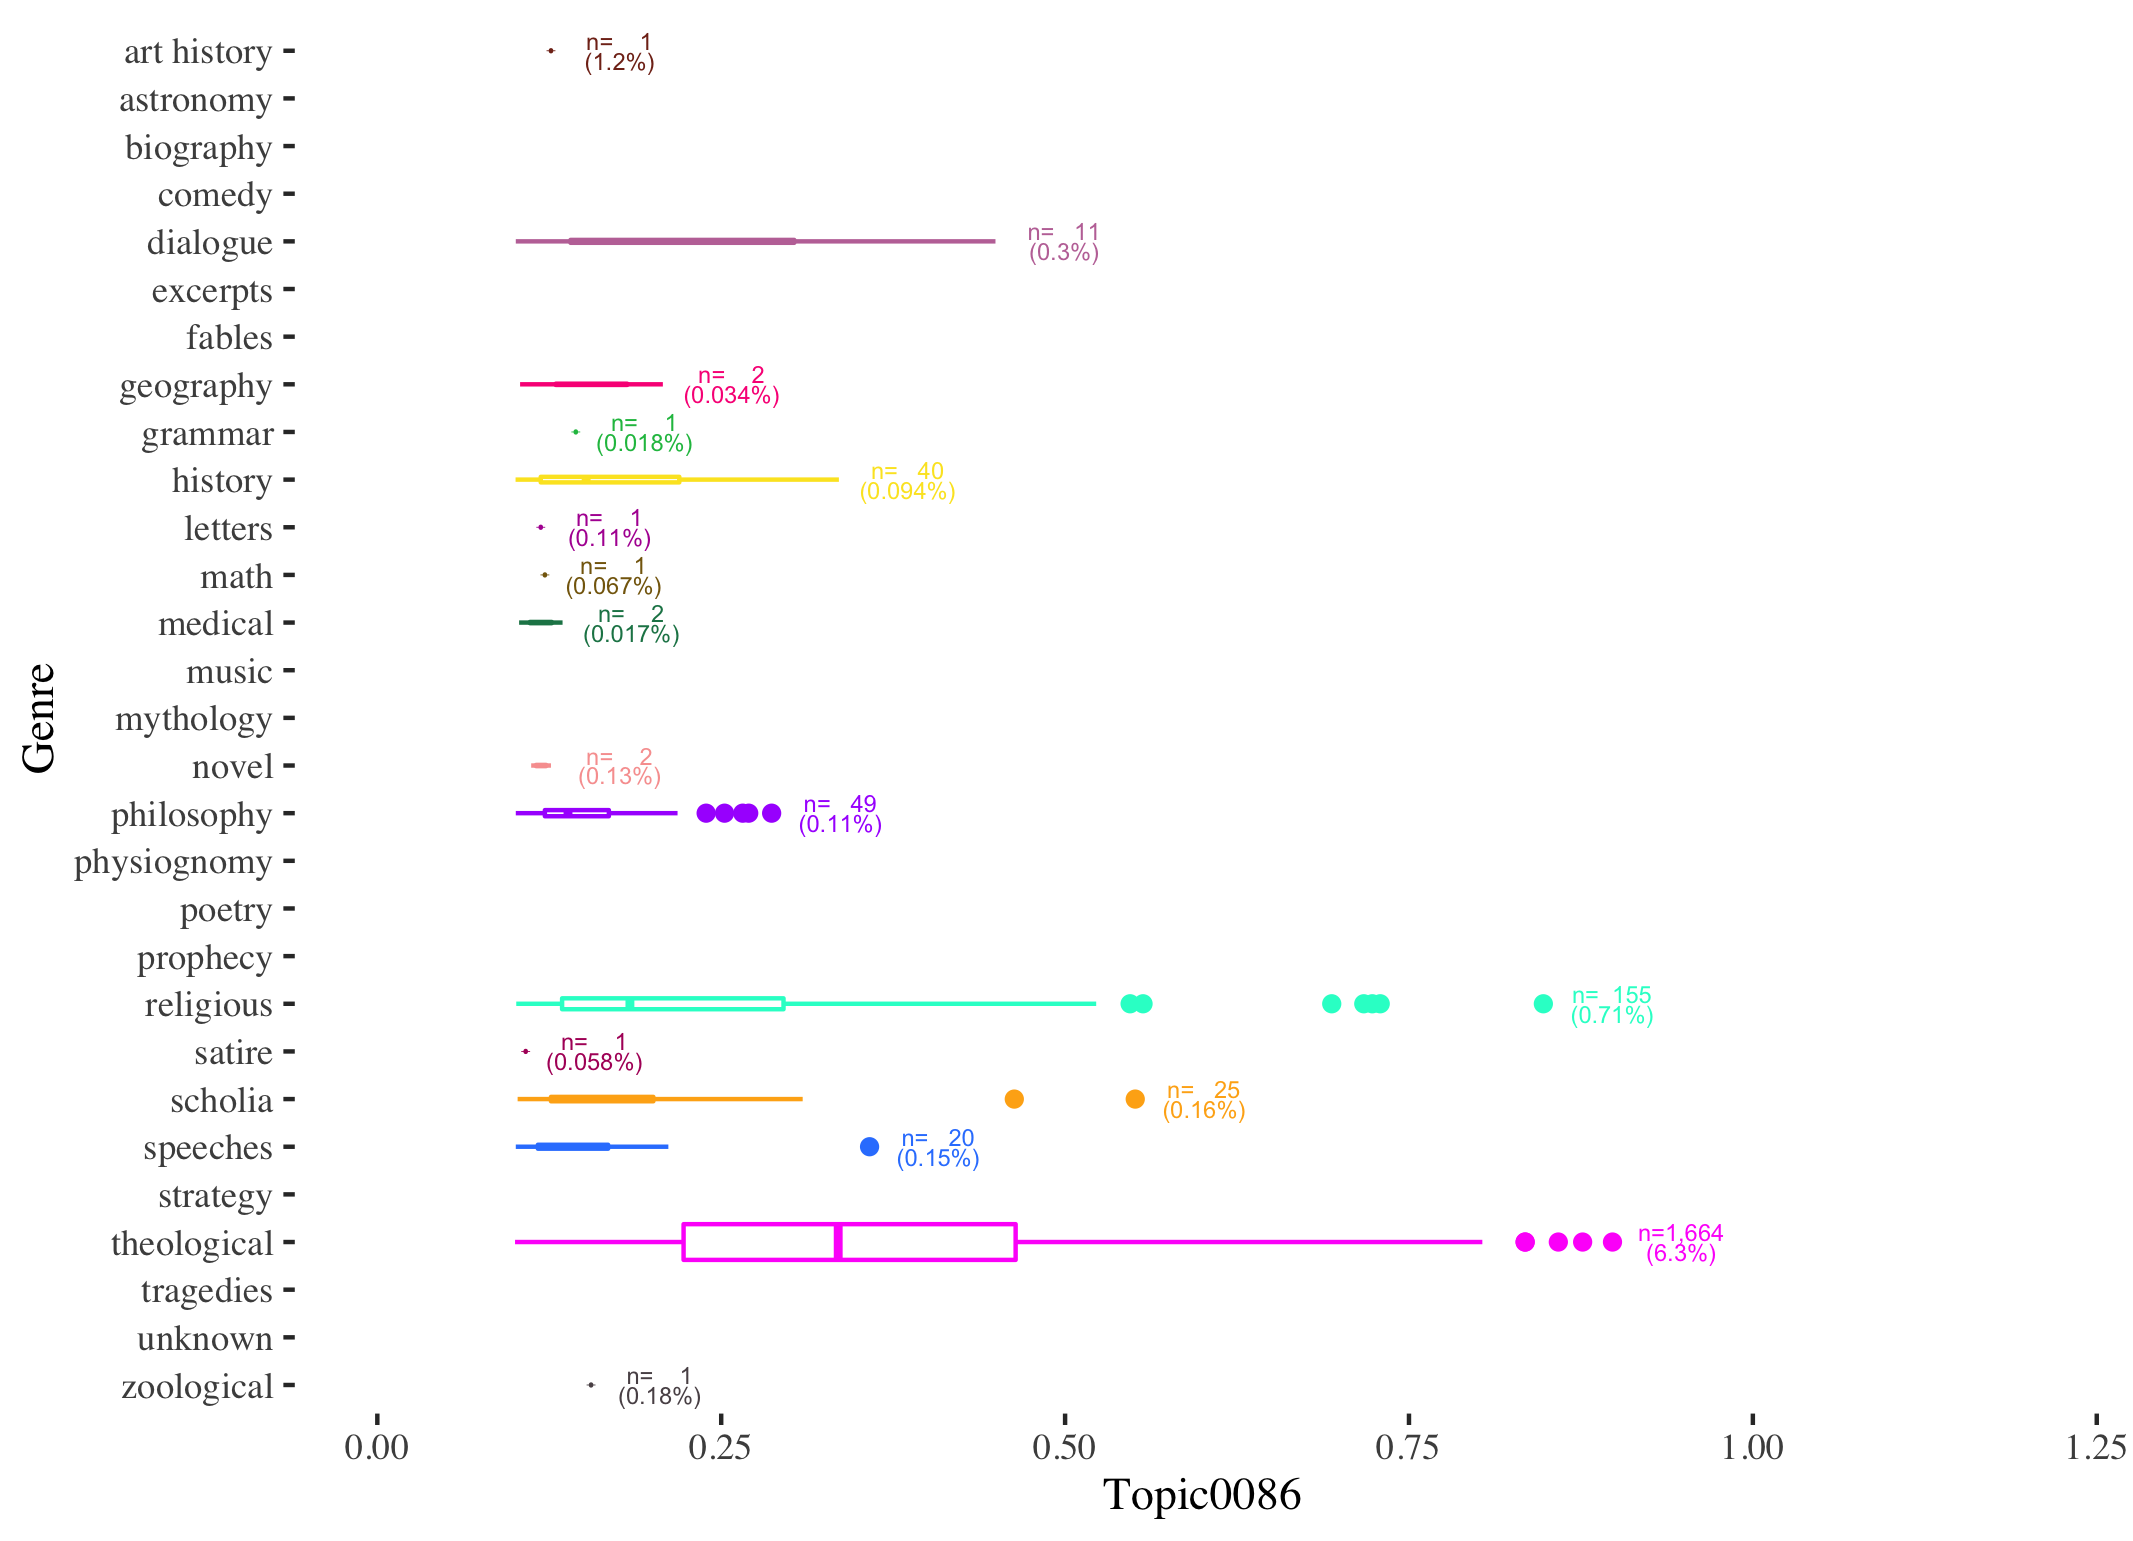 art history
n= 1
(1.2%)
astronomy
biography
comedy
dialogue
n= 11
(0.3%)
excerpts
fables
geography
n= 2
(0.034%)
grammar
n= 1
(0.018%)
history
n= 40
(0.094%)
letters
n= 1
(0.11%)
math
n= 1
(0.067%)
medical
n= 2
(0.017%)
music
mythology
novel
n= 2
(0.13%)
philosophy
n= 49
(0.11%)
physiognomy
poetry
prophecy
religious
n= 155
(0.71%)
satire
n= 1
(0.058%)
scholia
n= 25
(0.16%)
speeches
n= 20
(0.15%)
strategy
theological
n=1,664
(6.3%)
tragedies
unknown
zoological
n= 1
(0.18%)
Genre
0.00 0.25 0.50 0.75 1.00 1.25
Topic0086